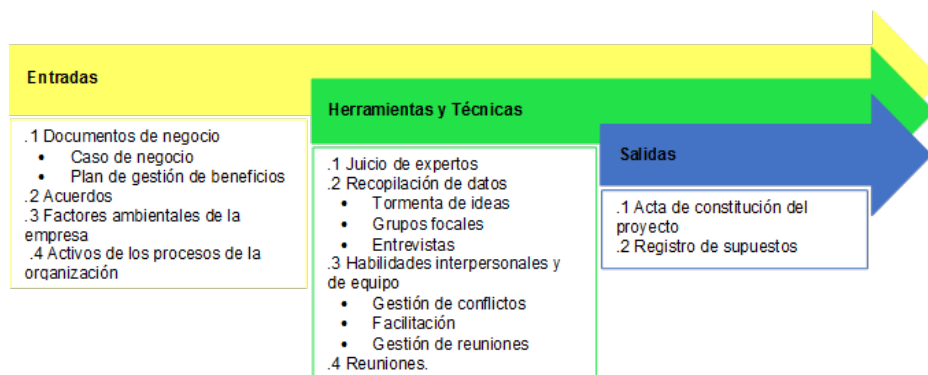 Entradas
.1 Documentos de negocio
• Caso de negocio
• Plan de gestión de beneficios
.2 Acuerdos
.3 Factores ambientales de la
empresa
.4 Activos de los procesos de la
organización
Herramientas y Técnicas
.1 Juicio de expertos
.2 Recopilación de datos
• Tormenta de ideas
• Grupos focales
• Entrevistas
.3 Habilidades interpersonales y
de equipo
• Gestión de conflictos
• Facilitación
• Gestión de reuniones
.4 Reuniones.
Salidas
.1 Acta de constitución del
proyecto
.2 Registro de supuestos